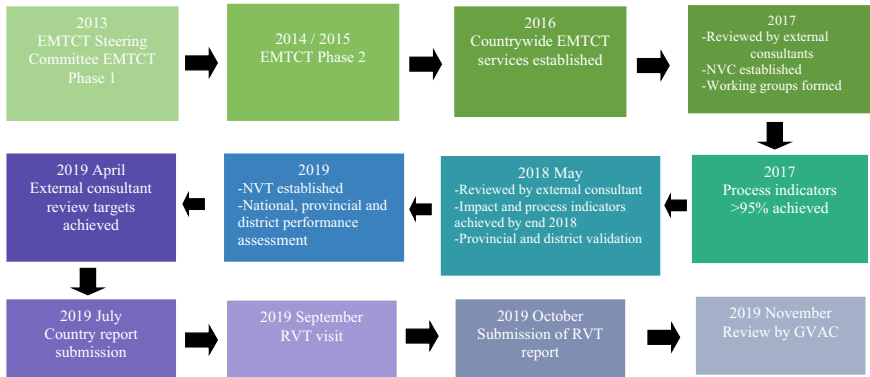 2013
EMTCT Steering
Committee EMTCT
Phase 1
2014 / 2015
EMTCT Phase 2
2016
Countrywide EMTCT
services established
2017
-Reviewed by external
consultants
-NVC established
-Working groups formed
2017
Process indicators
>95% achieved
2018 May
-Reviewed by external consultant
-Impact and process indicators
achieved by end 2018
-Provincial and district validation
2019
-NVT established
-National, provincial and
district performance
assessment
2019 April
External consultant
review targets
achieved
2019 July
Country report
submission
2019 September
RVT visit
2019 October
Submission of RVT
report
2019 November
Review by GVAC